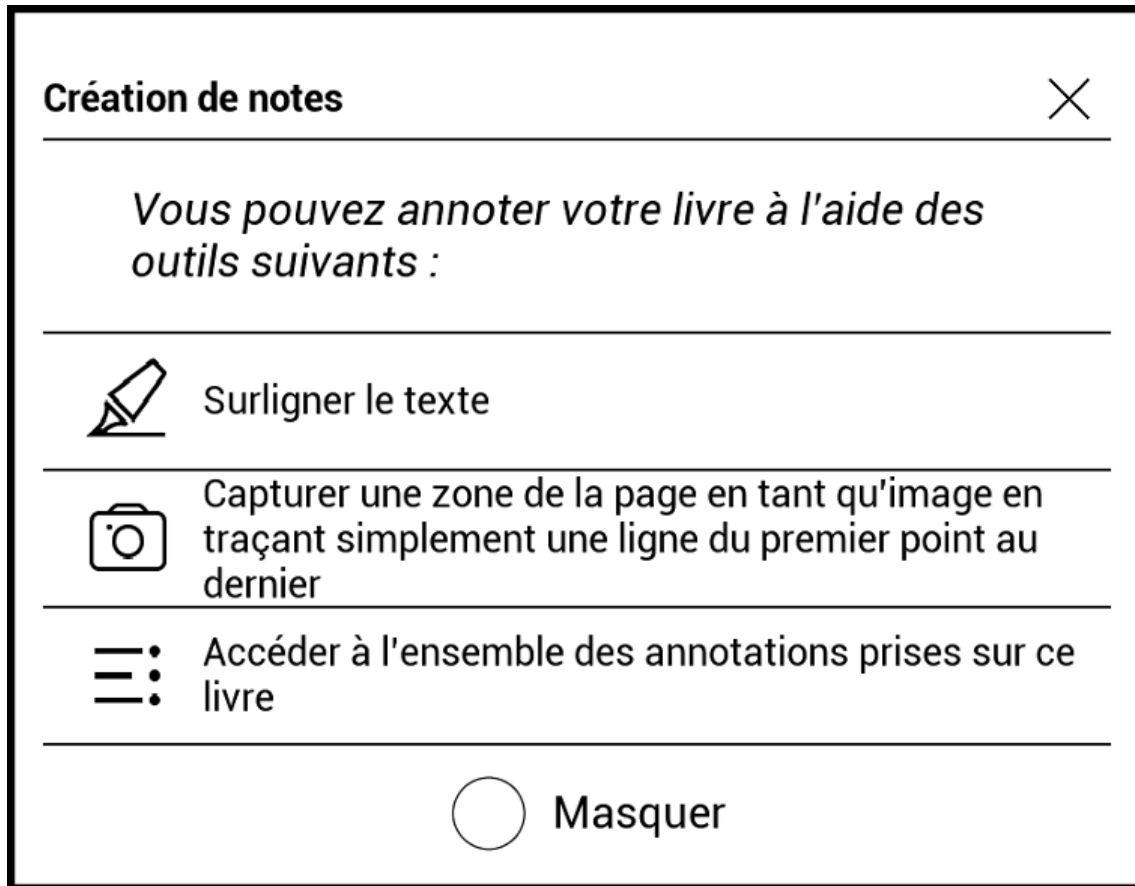 Création de notes
Vous pouvez annoter votre livre à l'aide des
outils suivants :
Surligner le texte
Capturer une zone de la page en tant qu'image en
traçant simplement une ligne du premier point au
dernier
Accéder à l'ensemble des annotations prises sur ce
livre
Masquer